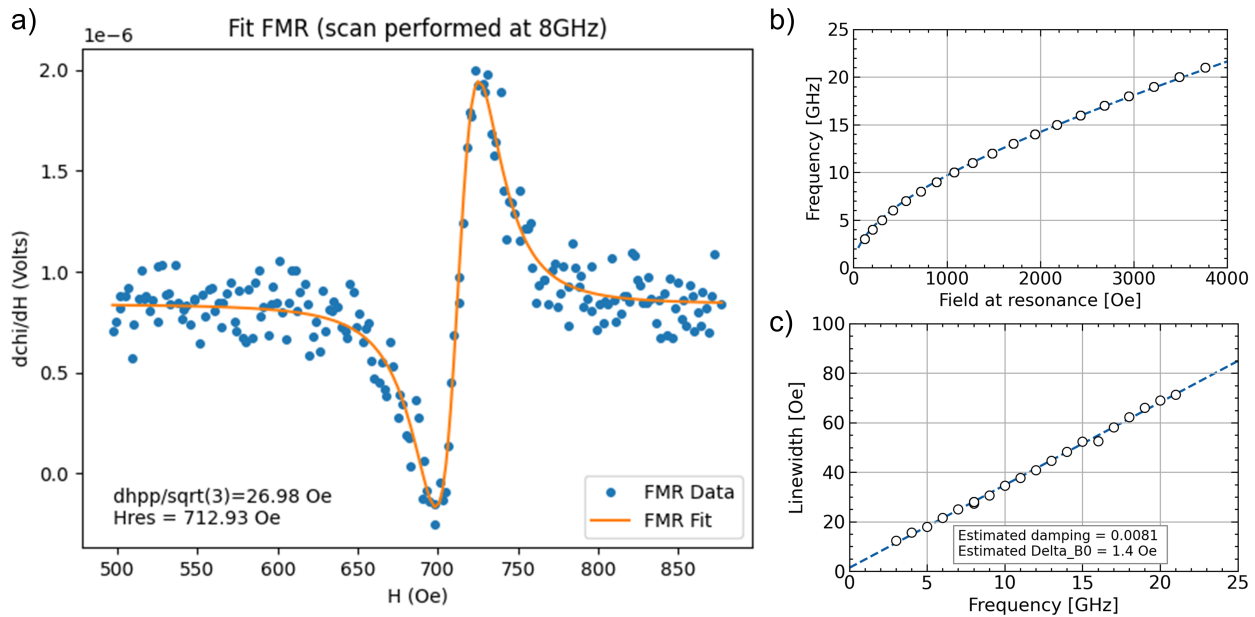 a)
Fit FMR (scan performed at 8GHz)
1e−6
2.0
1.5
1.0
0.5
0.0
dchi/dH (Volts)
dhpp/sqrt(3)=26.98 Oe
Hres = 712.93 Oe
FMR Data
FMR Fit
500
550
600
650
700
750
800
850
H (Oe)
b)
25
20
15
10
5
0
Frequency [GHz]
0
1000
2000
3000
4000
Field at resonance [Oe]
c)
100
80
60
40
20
0
Linewidth [Oe]
Estimated damping = 0.0081
Estimated Delta_B0 = 1.4 Oe
0
5
10
15
20
25
Frequency [GHz]